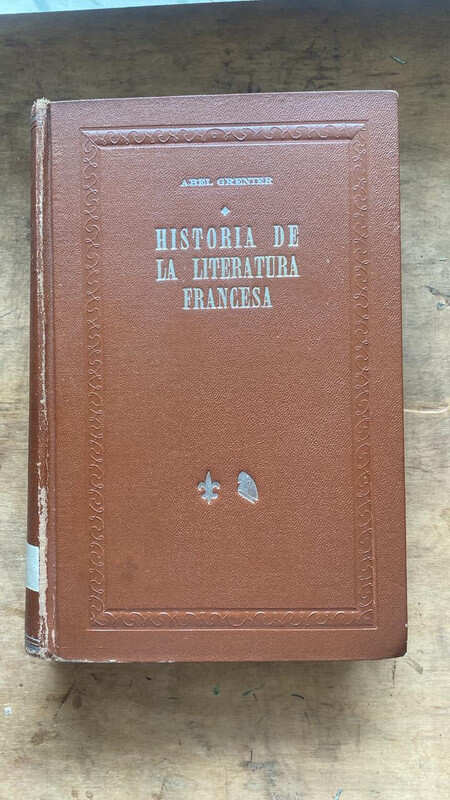 ABEL GRENIER
HISTORIA DE
LA LITERATURA
FRANCESA